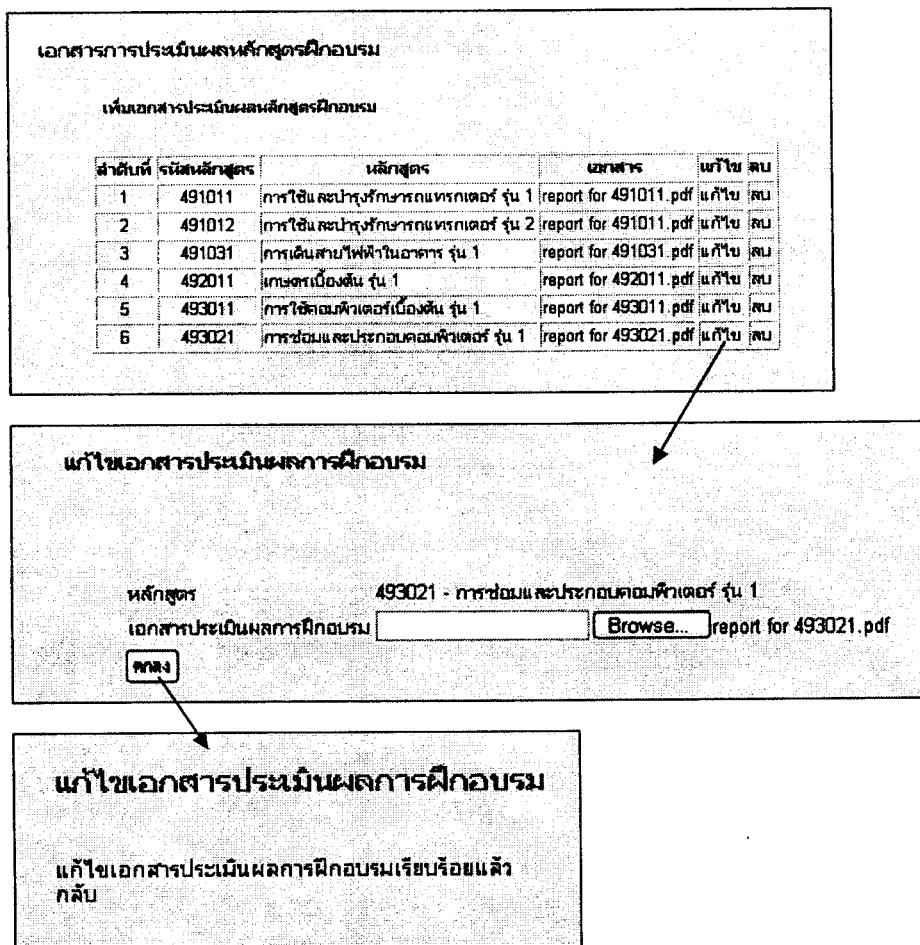 เอกสารการประเมินผลหลักสูตรฝึกอบรม
เพิ่มเอกสารประเมินผลหลักสูตรฝึกอบรม
ลำดับที่ รหัสหลักสูตร หลักสูตร เอกสาร แก้ไข ลบ
1 491011 การใช้และบำรุงรักษารถแทรกเตอร์ รุ่น 1 report for 491011.pdf แก้ไข ลบ
2 491012 การใช้และบำรุงรักษารถแทรกเตอร์ รุ่น 2 report for 491011.pdf แก้ไข ลบ
3 491031 การเดินสายไฟฟ้าในอาคาร รุ่น 1 report for 491031.pdf แก้ไข ลบ
4 492011 เกษตรเบื้องต้น รุ่น 1 report for 492011.pdf แก้ไข ลบ
5 493011 การใช้คอมพิวเตอร์เบื้องต้น รุ่น 1 report for 493011.pdf แก้ไข ลบ
6 493021 การซ่อมและประกอบคอมพิวเตอร์ รุ่น 1 report for 493021.pdf แก้ไข ลบ
แก้ไขเอกสารประเมินผลการฝึกอบรม
หลักสูตร 493021 - การซ่อมและประกอบคอมพิวเตอร์ รุ่น 1
เอกสารประเมินผลการฝึกอบรม Browse... report for 493021.pdf
ตกลง
แก้ไขเอกสารประเมินผลการฝึกอบรม
แก้ไขเอกสารประเมินผลการฝึกอบรมเรียบร้อยแล้ว
กลับ